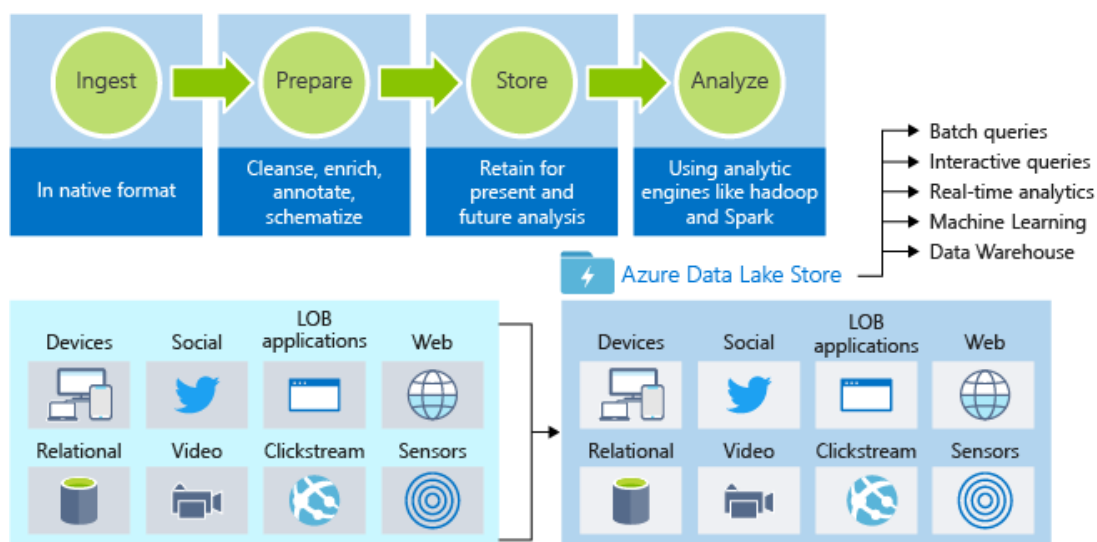 Ingest
Prepare
Store
Analyze
In native format
Cleanse, enrich,
annotate,
schematize
Retain for
present and
future analysis
Using analytic
engines like hadoop
and Spark
Batch queries
Interactive queries
Real-time analytics
Machine Learning
Data Warehouse
Azure Data Lake Store
Devices
Social
LOB
applications
Web
Relational
Video
Clickstream
Sensors
Devices
Social
LOB
applications
Web
Relational
Video
Clickstream
Sensors